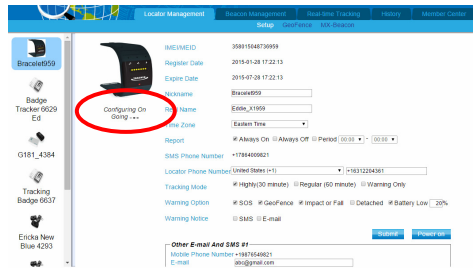 Locator Management Beacon Management Real-time Tracking History Member Center
Setup GeoFence MX-Beacon
Bracelet959
Badge
Tracker 6629
Ed
G181_4384
Tracking
Badge 6637
Ericka New
Blue 4293
Configuring On
Going ...
IMEI/MEID 358015048736959
Register Date 2015-01-28 17:22:13
Expire Date 2015-07-28 17:22:13
Nickname Bracelet959
Real Name Eddie_X1959
Time Zone Eastern Time
Report Always On Always Off Period 00:00 - 00:00
SMS Phone Number +17864009821
Locator Phone Number United States (+1) +16312204361
Tracking Mode Highly(30 minute) Regular (60 minute) Warning Only
Warning Option SOS GeoFence Impact or Fall Detached Battery Low 20%
Warning Notice SMS E-mail
Submit Power on
Other E-mail And SMS #1
Mobile Phone Number +19876549821
E-mail abc@gmail.com